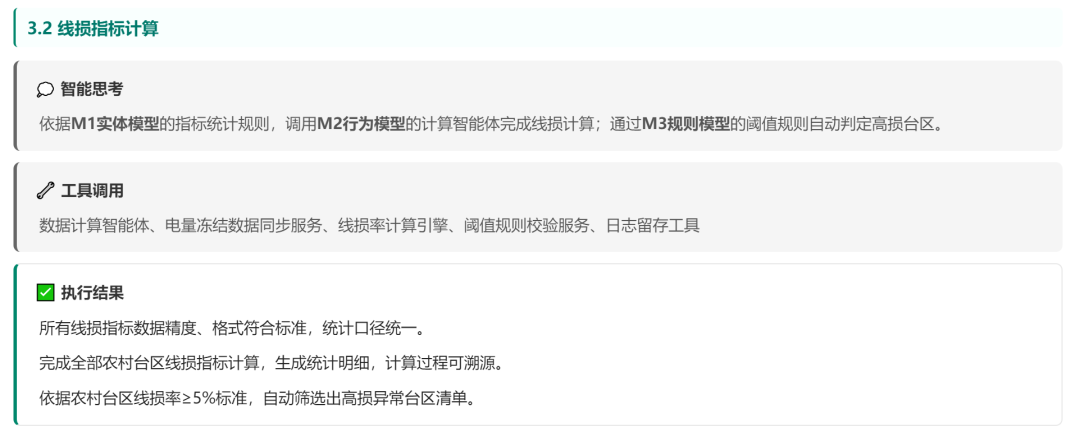 3.2 线损指标计算
智能思考
依据M1实体模型的指标统计规则，调用M2行为模型的计算智能体完成线损计算；通过M3规则模型的阈值规则自动判定高损台区。
工具调用
数据计算智能体、电量冻结数据同步服务、线损率计算引擎、阈值规则校验服务、日志留存工具
执行结果
所有线损指标数据精度、格式符合标准，统计口径统一。
完成全部农村台区线损指标计算，生成统计明细，计算过程可溯源。
依据农村台区线损率≥5%标准，自动筛选出高损异常台区清单。